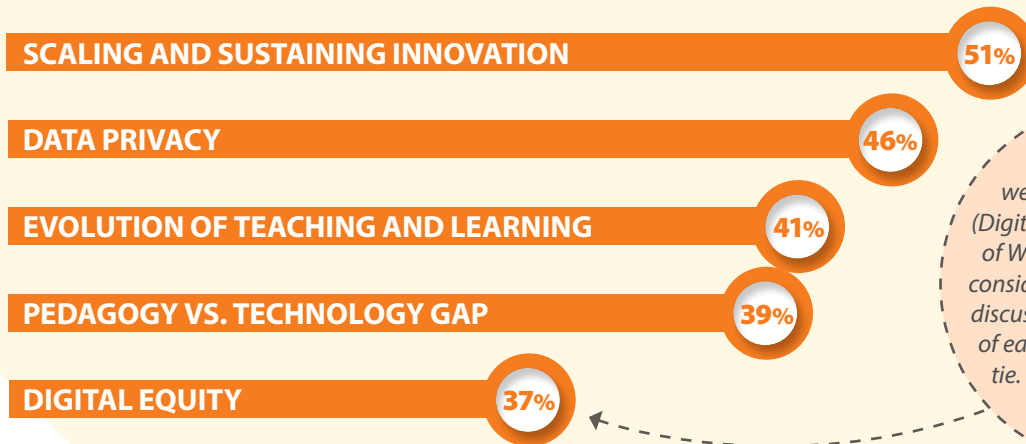 SCALING AND SUSTAINING INNOVATION 51%
DATA PRIVACY 46%
EVOLUTION OF TEACHING AND LEARNING 41%
PEDAGOGY VS. TECHNOLOGY GAP 39%
DIGITAL EQUITY 37%
we
(Digit
of W
consid
discus
of ea
tie.